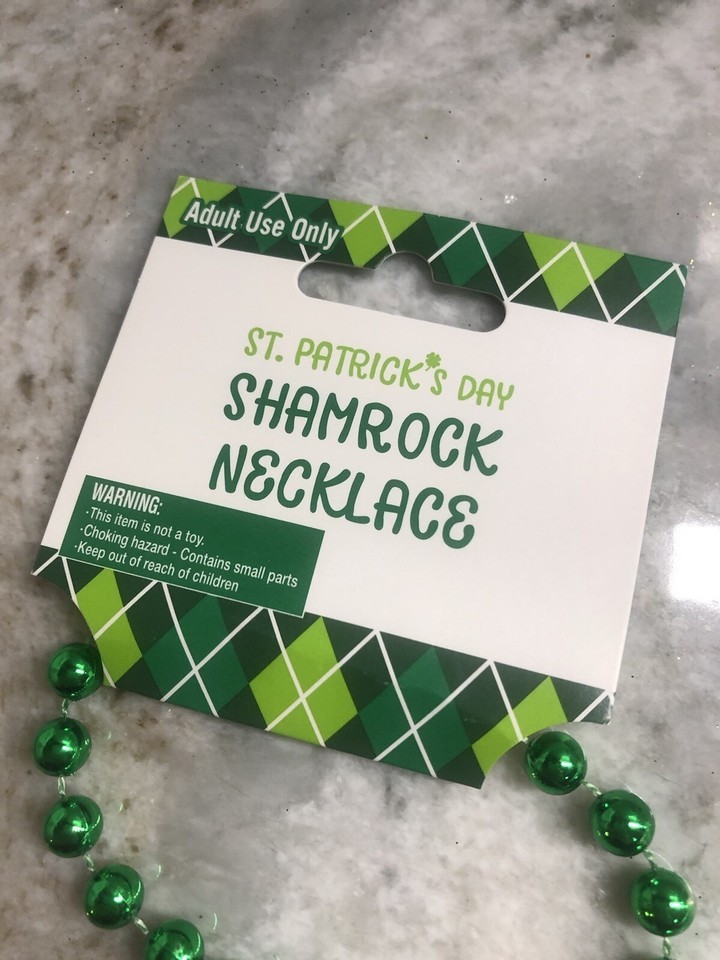 Adult Use Only
ST. PATRICK'S DAY
SHAMROCK
NECKLACE
WARNING:
·This item is not a toy.
·Choking hazard - Contains small parts
·Keep out of reach of children